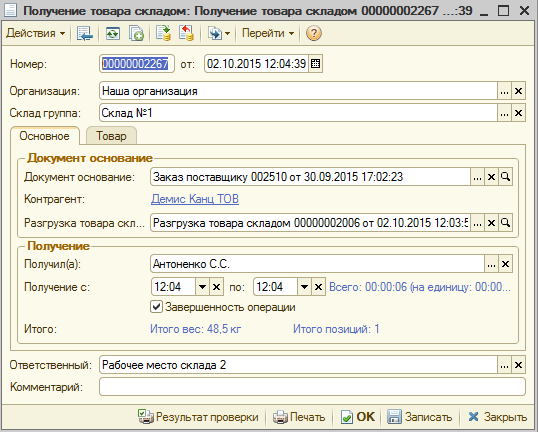 Получение товара складом: Получение товара складом 00000002267 ...:39
Действия Перейти ?
Номер: 00000002267 от: 02.10.2015 12:04:39
Организация: Наша организация ...
Склад группа: Склад №1 ...
Основное Товар
Документ основание
Документ основание: Заказ поставщику 002510 от 30.09.2015 17:02:23 ...
Контрагент: Демис Канц ТОВ
Разгрузка товара скл... Разгрузка товара складом 00000002006 от 02.10.2015 12:03:5 ...
Получение
Получил(а): Антоненко С.С. ...
Получение с: 12:04 по: 12:04 Всего: 00:00:06 (на единицу: 00:00...
Завершенность операции
Итого: Итого вес: 48,5 кг Итого позиций: 1
Ответственный: Рабочее место склада 2 ...
Комментарий:
Результат проверки Печать OK Записать Закрыть